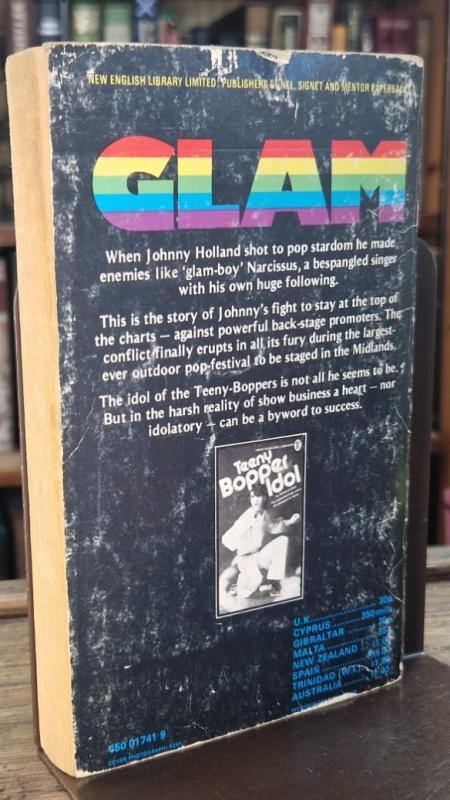 NEW ENGLISH LIBRARY LIMITED, PUBLISHERS OF NEL, SIGNET AND MENTOR PAPERBACKS
GLAM
When Johnny Holland shot to pop stardom he made
enemies like 'glam-boy' Narcissus, a bespangled singer
with his own huge following.
This is the story of Johnny's fight to stay at the top of
the charts — against powerful back-stage promoters. The
conflict finally erupts in all its fury during the largest-
ever outdoor pop-festival to be staged in the Midlands.
The idol of the Teeny-Boppers is not all he seems to be.
But in the harsh reality of show business a heart — nor
idolatory — can be a byword to success.
Teeny
Bopper
Idol
U.K. 30p
CYPRUS 350 mils
GIBRALTAR
MALTA
NEW ZEALAND
SPAIN
TRINIDAD (W.I.)
AUSTRALIA
450 01741 9
COVER PHOTOGRAPH: